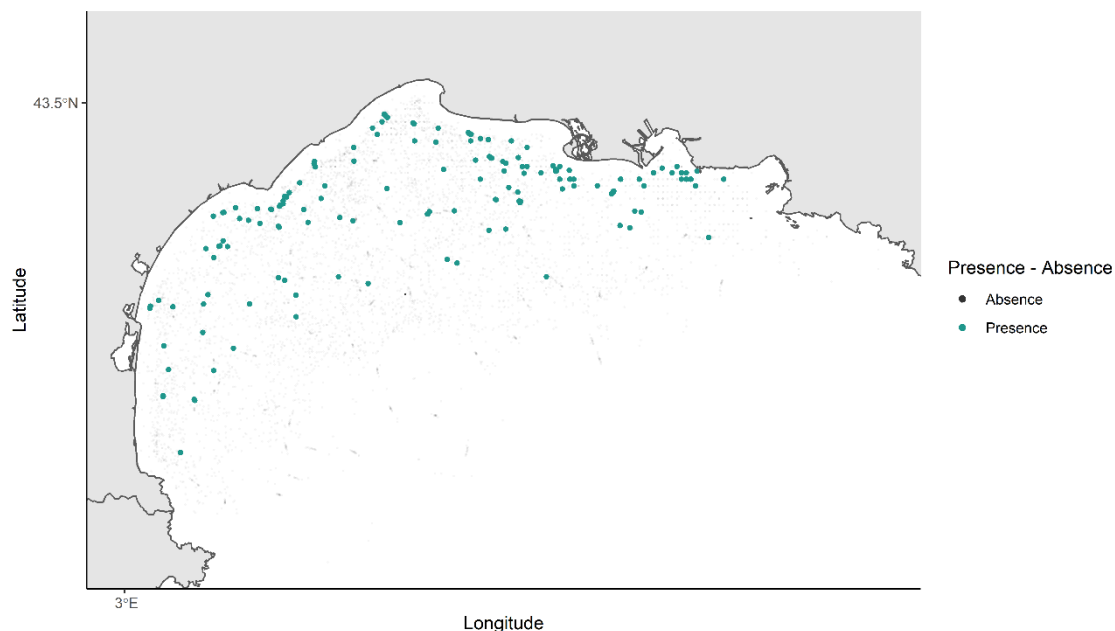 43.5°N
Latitude
3°E
Longitude
Presence - Absence
Absence
Presence